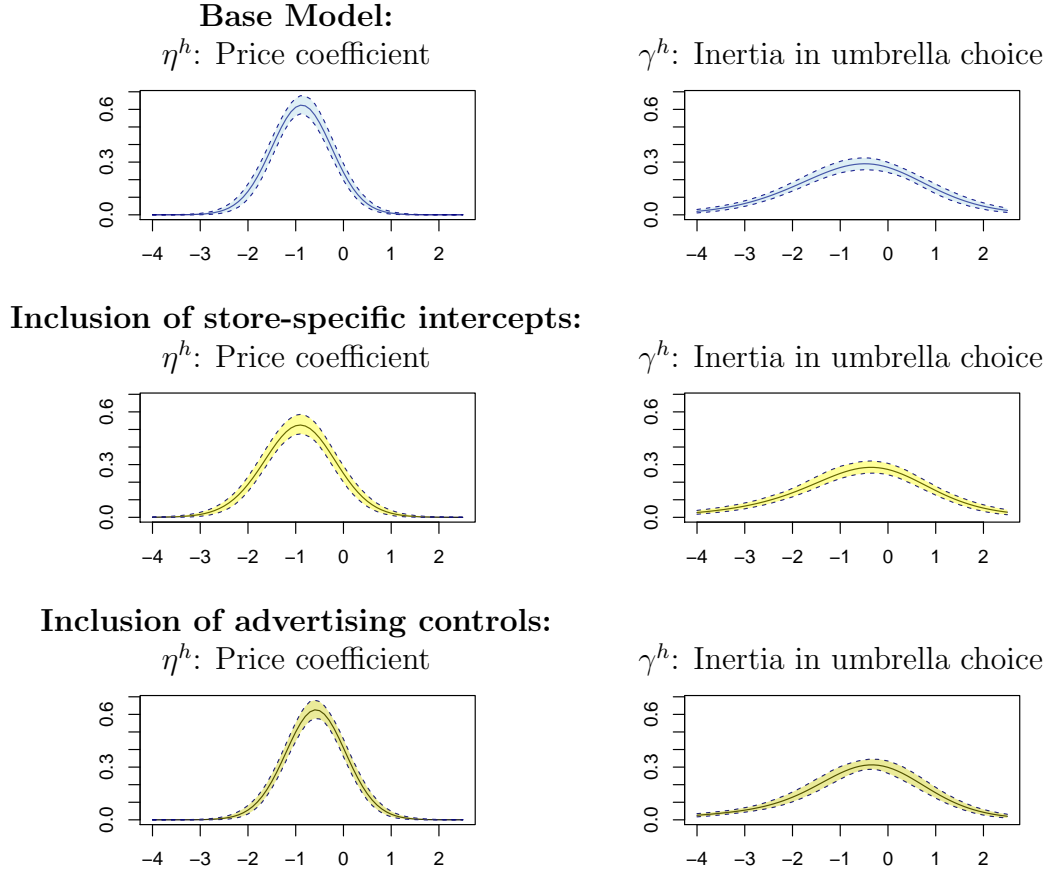 Base Model:
η^h: Price coefficient
γ^h: Inertia in umbrella choice
0.6
0.3
0.0
−4 −3 −2 −1 0 1 2
0.6
0.3
0.0
−4 −3 −2 −1 0 1 2
Inclusion of store-specific intercepts:
η^h: Price coefficient
γ^h: Inertia in umbrella choice
0.6
0.3
0.0
−4 −3 −2 −1 0 1 2
0.6
0.3
0.0
−4 −3 −2 −1 0 1 2
Inclusion of advertising controls:
η^h: Price coefficient
γ^h: Inertia in umbrella choice
0.6
0.3
0.0
−4 −3 −2 −1 0 1 2
0.6
0.3
0.0
−4 −3 −2 −1 0 1 2